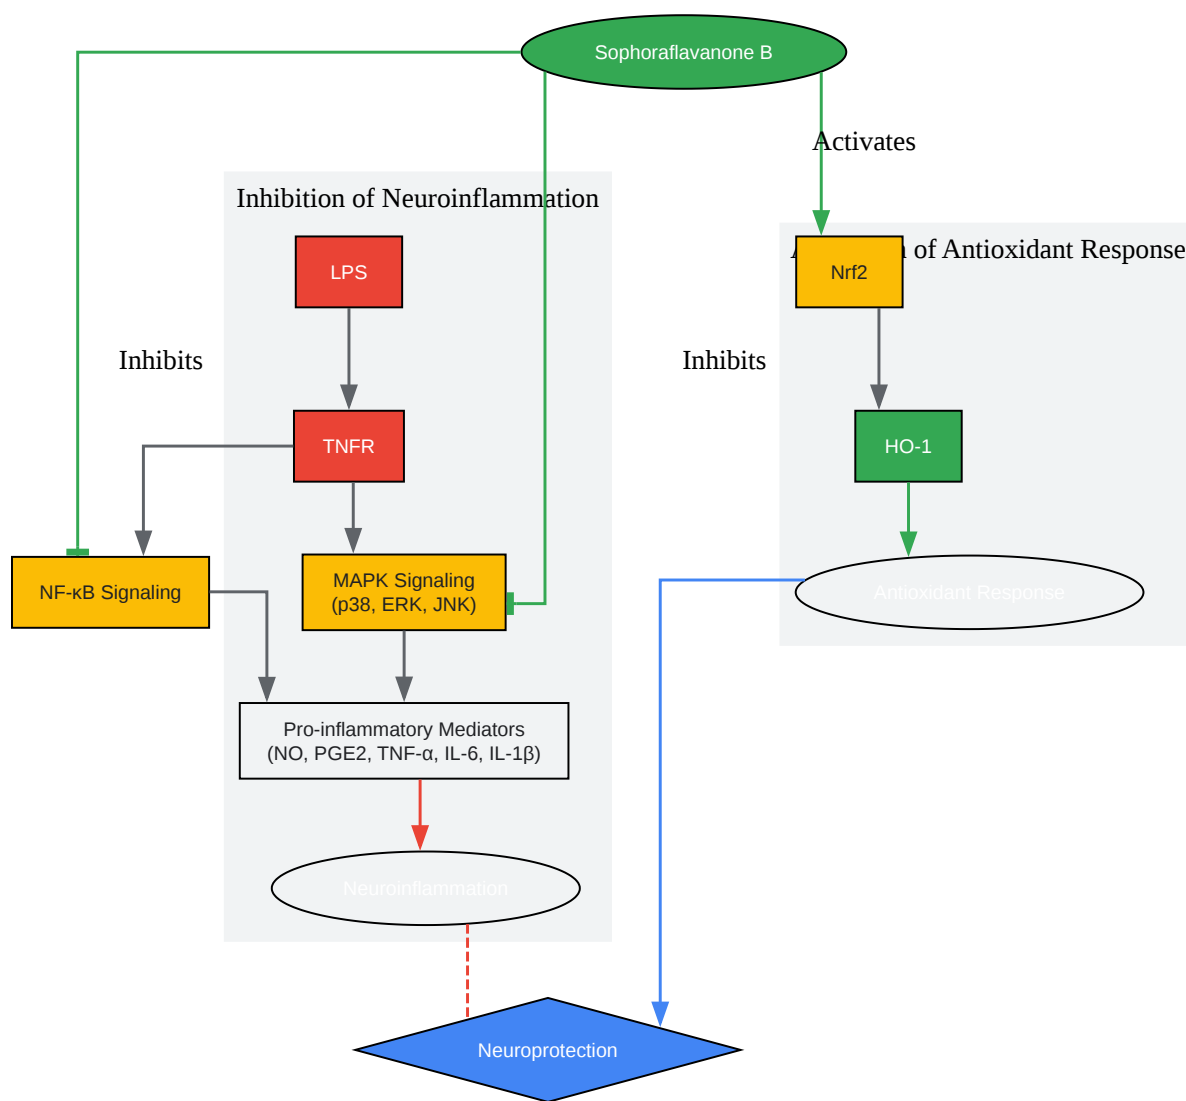 Sophoraflavanone B
Activates
Inhibition of Neuroinflammation
of Antioxidant Response
LPS
Nrf2
Inhibits
Inhibits
TNFR
HO-1
NF-κB Signaling
MAPK Signaling
(p38, ERK, JNK)
Antioxidant Response
Pro-inflammatory Mediators
(NO, PGE2, TNF-α, IL-6, IL-1β)
Neuroinflammation
Neuroprotection